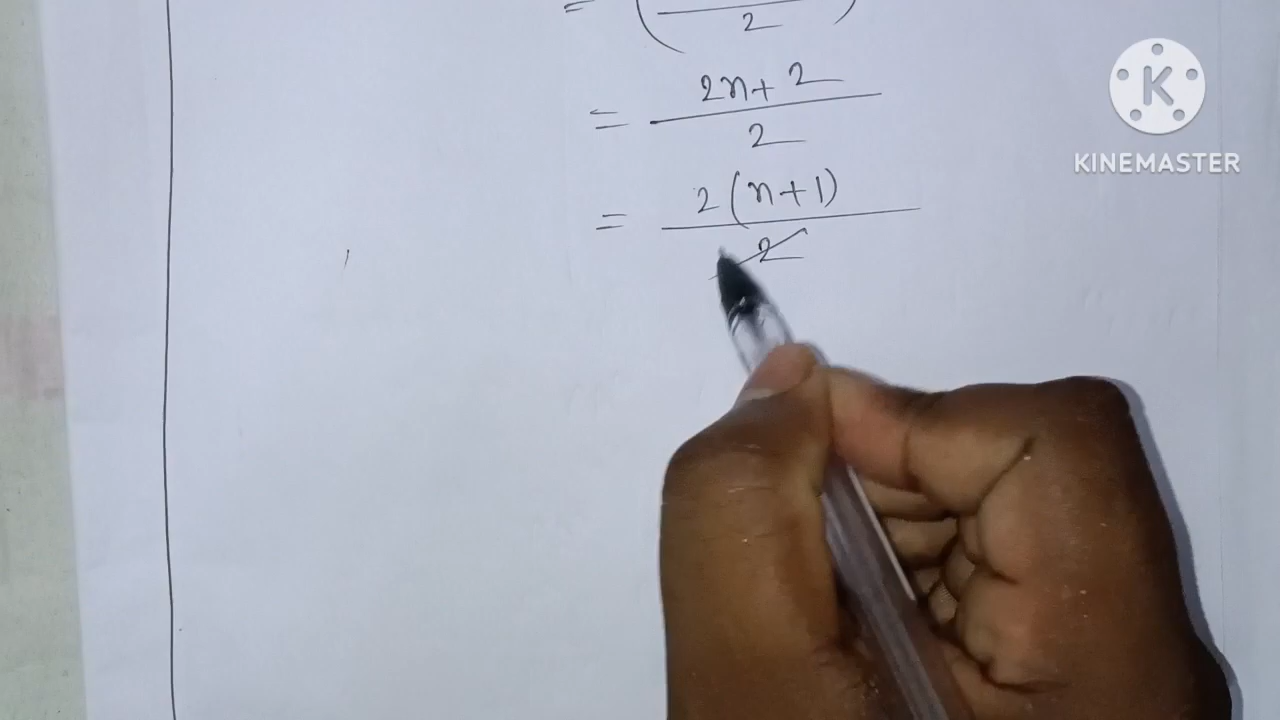 = ( / 2 )
= 2n+2 / 2
= 2(n+1) / 2
K
KINEMASTER